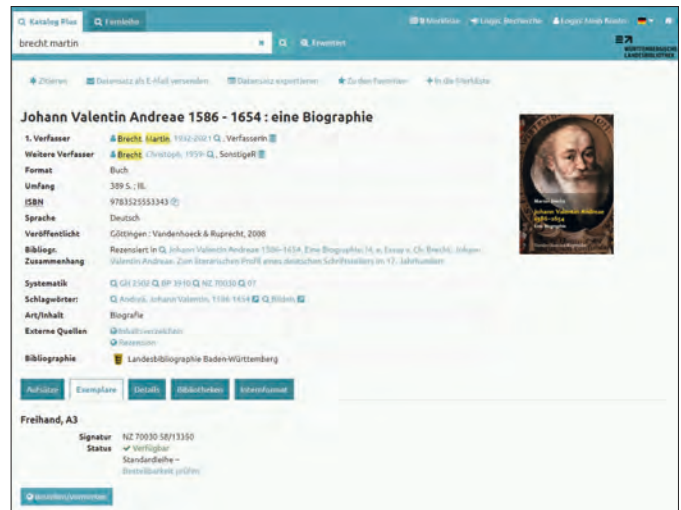 Katalog Plus
Fernleihe
0 Merkliste
Login Recherche
Login Mein Konto
brecht martin
Erweitert
WÜRTTEMBERGISCHE
LANDESBIBLIOTHEK
Zitieren
Datensatz als E-Mail versenden
Datensatz exportieren
Zu den Favoriten
In die Merkliste
Johann Valentin Andreae 1586 - 1654 : eine Biographie
1. Verfasser Brecht, Martin, 1932-2021 , VerfasserIn
Weitere Verfasser Brecht, Christoph, 1959- , SonstigeR
Format Buch
Umfang 389 S. ; Ill.
ISBN 9783525553343
Sprache Deutsch
Veröffentlicht Göttingen : Vandenhoeck & Ruprecht, 2008
Bibliogr. Rezensiert in Johann Valentin Andreae 1586-1654. Eine Biographie. M. e. Essay v. Ch. Brecht: Johann
Zusammenhang Valentin Andreae. Zum literarischen Profil eines deutschen Schriftstellers im 17. Jahrhundert
Systematik NZ 70030 07
Schlagwörter: Andreä, Johann Valentin, 1586-1654 Bildnis
Art/Inhalt Biografie
Externe Quellen Inhaltsverzeichnis
Rezension
Bibliographie Landesbibliographie Baden-Württemberg
Aufsätze
Exemplare
Details
Bibliotheken
Internformat
Freihand, A3
Signatur NZ 70030 58/13350
Status Verfügbar
Standardleihe –
Bestellbarkeit prüfen
Bestellen/Vormerken
Martin Brecht
Johann Valentin Andreae
1586–1654
Eine Biographie